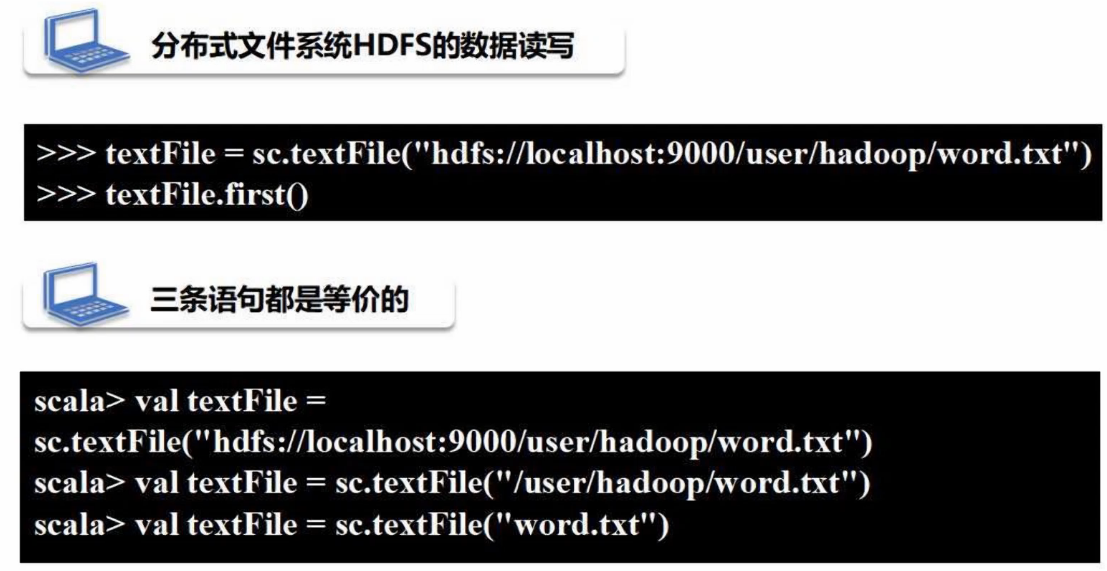 分布式文件系统HDFS的数据读写
>>> textFile = sc.textFile("hdfs://localhost:9000/user/hadoop/word.txt")
>>> textFile.first()
三条语句都是等价的
scala> val textFile =
sc.textFile("hdfs://localhost:9000/user/hadoop/word.txt")
scala> val textFile = sc.textFile("/user/hadoop/word.txt")
scala> val textFile = sc.textFile("word.txt")